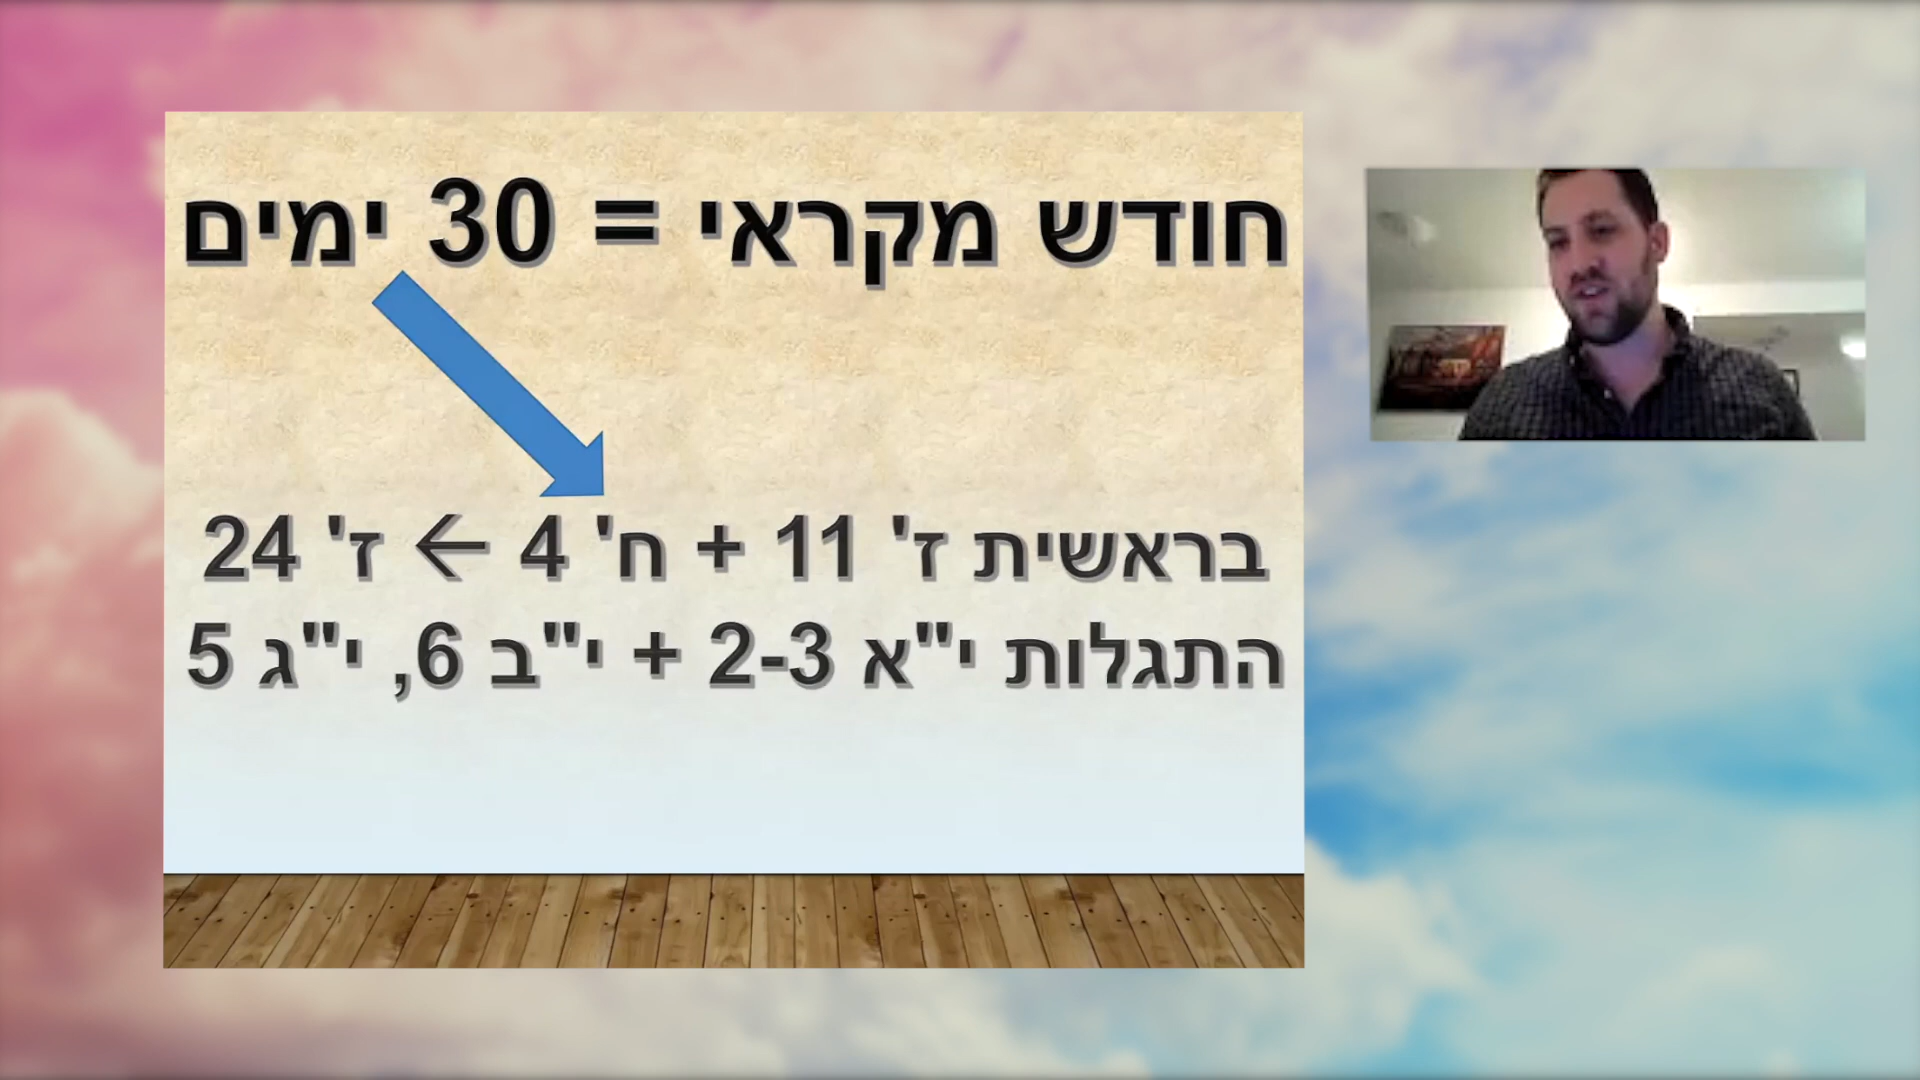 חודש מקראי = 30 ימים
בראשית ז' 11 + ח' 4 ← ז' 24
התגלות י"א 2-3 + י"ב 6, י"ג 5